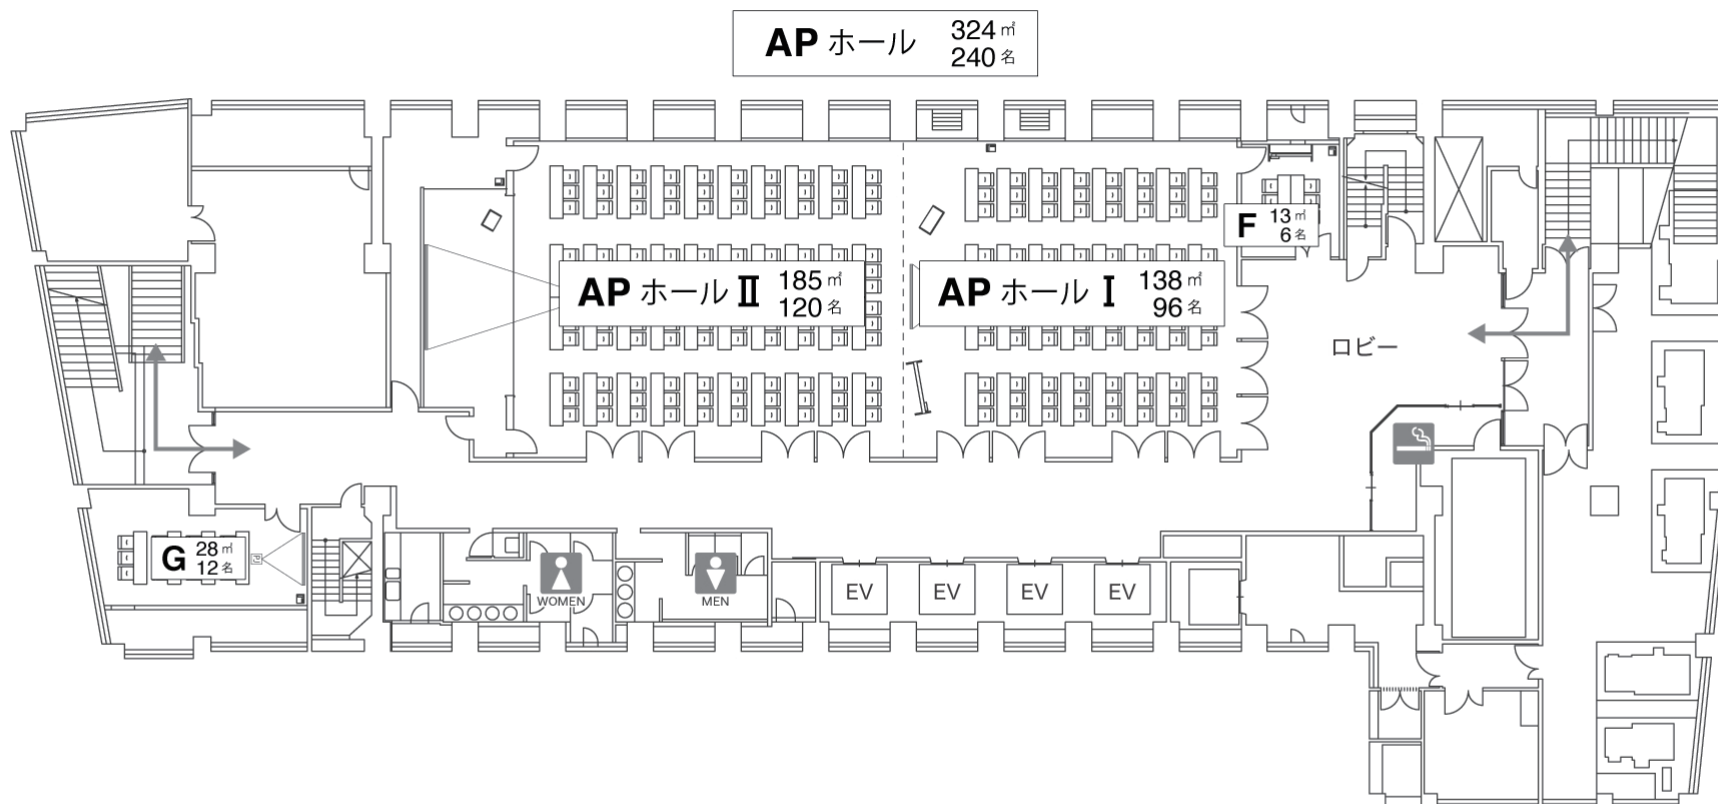 AP ホール 324㎡
240名
F 13㎡
6名
AP ホール Ⅱ 185㎡
120名
AP ホール Ⅰ 138㎡
96名
ロビー
G 28㎡
12名
WOMEN
MEN
EV
EV
EV
EV